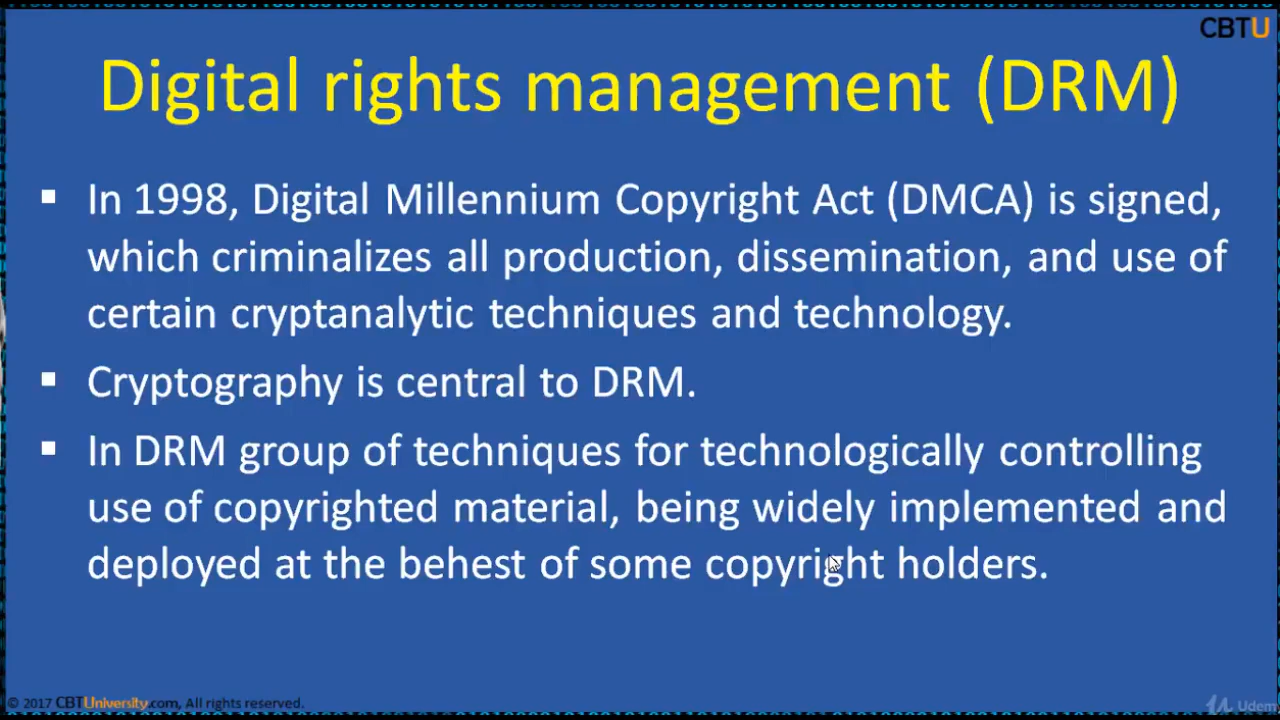 CBTU
Digital rights management (DRM)
▪ In 1998, Digital Millennium Copyright Act (DMCA) is signed,
which criminalizes all production, dissemination, and use of
certain cryptanalytic techniques and technology.
▪ Cryptography is central to DRM.
▪ In DRM group of techniques for technologically controlling
use of copyrighted material, being widely implemented and
deployed at the behest of some copyright holders.
© 2017 CBTUniversity.com, All rights reserved.